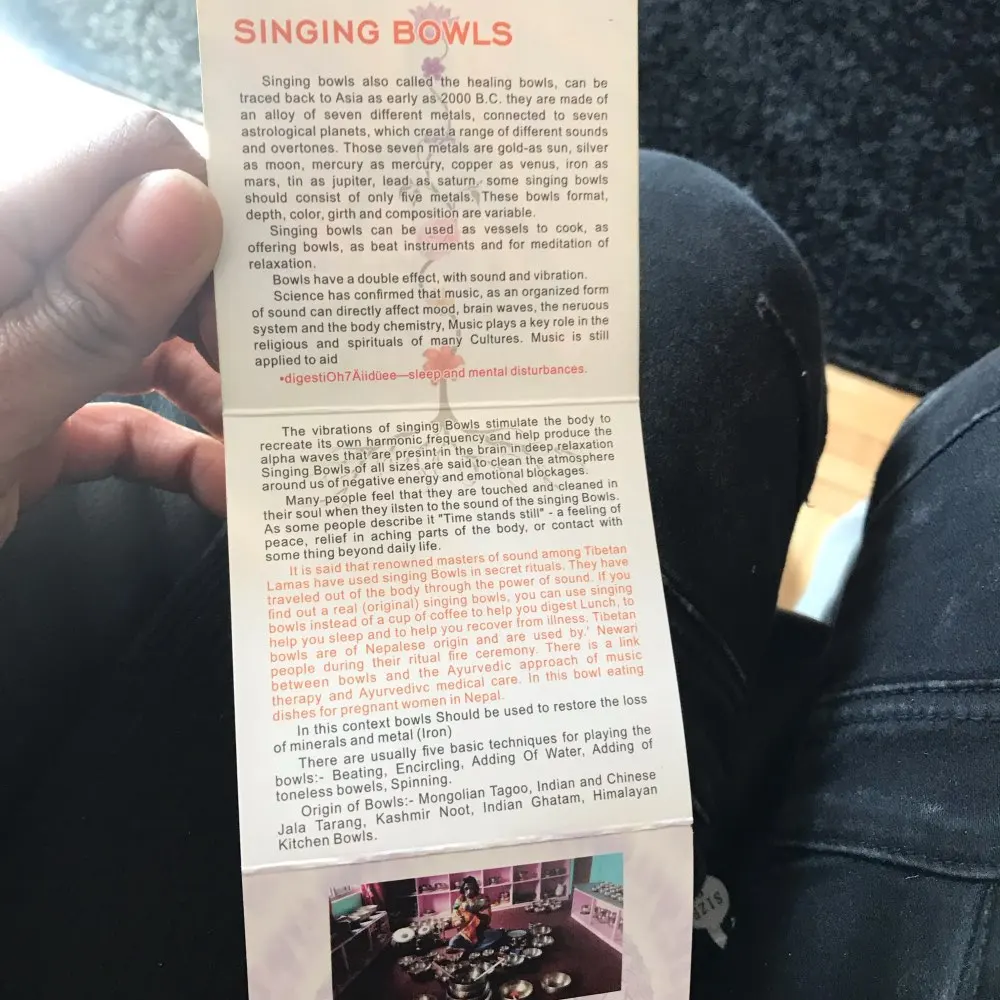 SINGING BOWLS
Singing bowls also called the healing bowls, can be
traced back to Asia as early as 2000 B.C. they are made of
an alloy of seven different metals, connected to seven
astrological planets, which creat a range of different sounds
and overtones. Those seven metals are gold-as sun, silver
as moon, mercury as mercury, copper as venus, iron as
mars, tin as jupiter, lead as saturn, some singing bowls
should consist of only five metals. These bowls format,
depth, color, girth and composition are variable.
Singing bowls can be used as vessels to cook, as
offering bowls, as beat instruments and for meditation of
relaxation.
Bowls have a double effect, with sound and vibration.
Science has confirmed that music, as an organized form
of sound can directly affect mood, brain waves, the neruous
system and the body chemistry, Music plays a key role in the
religious and spirituals of many Cultures. Music is still
applied to aid
•digestiOh7Äiidüee—sleep and mental disturbances.
The vibrations of singing Bowls stimulate the body to
recreate its own harmonic frequency and help produce the
alpha waves that are presint in the brain in deep relaxation
Singing Bowls of all sizes are said to clean the atmosphere
around us of negative energy and emotional blockages.
Many people feel that they are touched and cleaned in
their soul when they ilsten to the sound of the singing Bowls.
As some people describe it "Time stands still" - a feeling of
peace, relief in aching parts of the body, or contact with
some thing beyond daily life.
It is said that renowned masters of sound among Tibetan
Lamas have used singing Bowls in secret rituals. They have
traveled out of the body through the power of sound. If you
find out a real (original) singing bowls, you can use singing
bowls instead of a cup of coffee to help you digest Lunch, to
help you sleep and to help you recover from illness. Tibetan
bowls are of Nepalese origin and are used by.' Newari
people during their ritual fire ceremony. There is a link
between bowls and the Ayurvedic approach of music
therapy and Ayurvedivc medical care. In this bowl eating
dishes for pregnant women in Nepal.
In this context bowls Should be used to restore the loss
of minerals and metal (Iron)
There are usually five basic techniques for playing the
bowls:- Beating, Encircling, Adding Of Water, Adding of
toneless bowels, Spinning.
Origin of Bowls:- Mongolian Tagoo, Indian and Chinese
Jala Tarang, Kashmir Noot, Indian Ghatam, Himalayan
Kitchen Bowls.